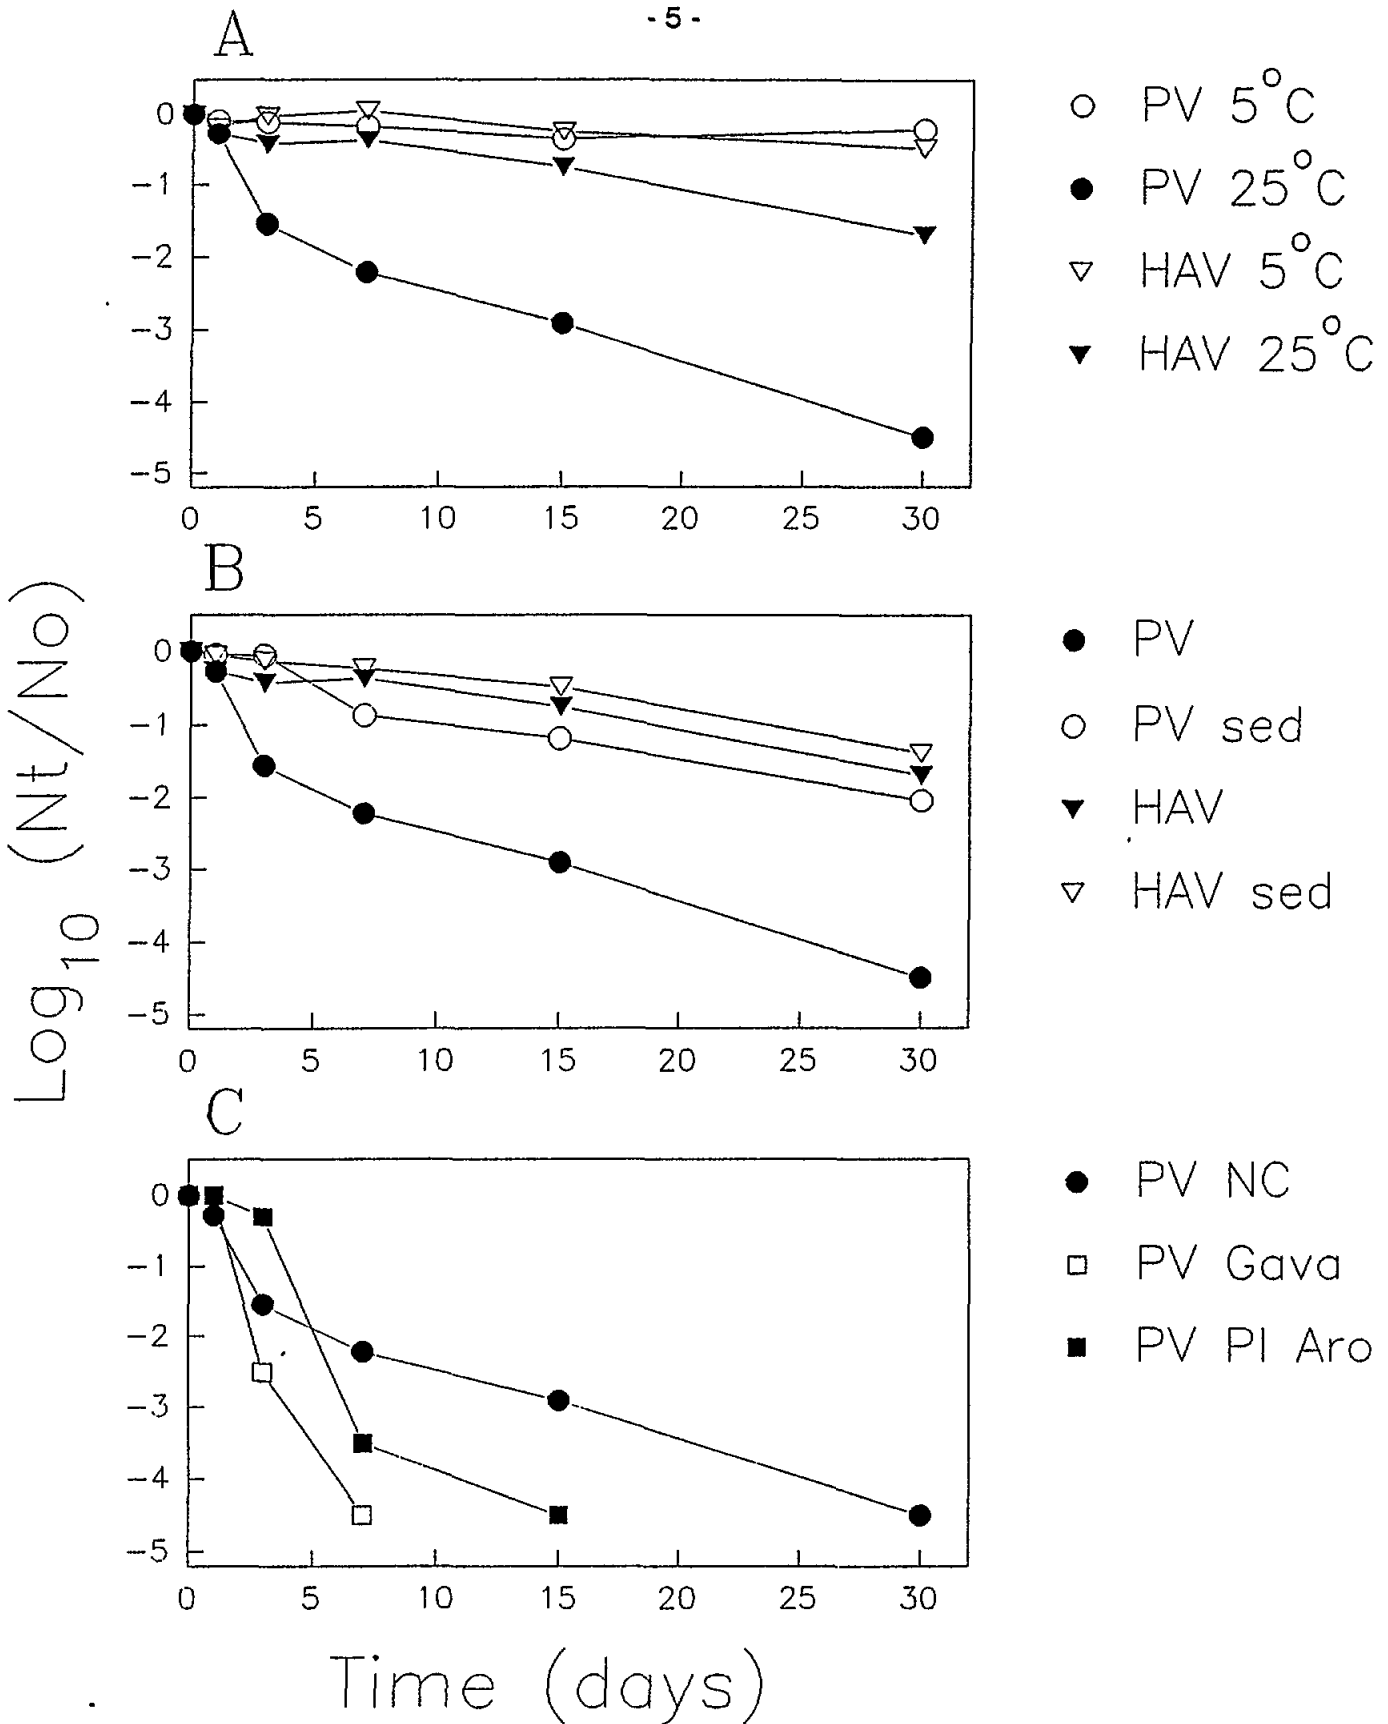 - 5 -
A
0
-1
-2
-3
-4
-5
0 5 10 15 20 25 30
PV 5°C
PV 25°C
HAV 5°C
HAV 25°C
B
0
-1
-2
-3
-4
-5
0 5 10 15 20 25 30
PV
PV sed
HAV
HAV sed
Log10 (Nt/No)
C
0
-1
-2
-3
-4
-5
0 5 10 15 20 25 30
PV NC
PV Gava
PV Pl Aro
Time (days)